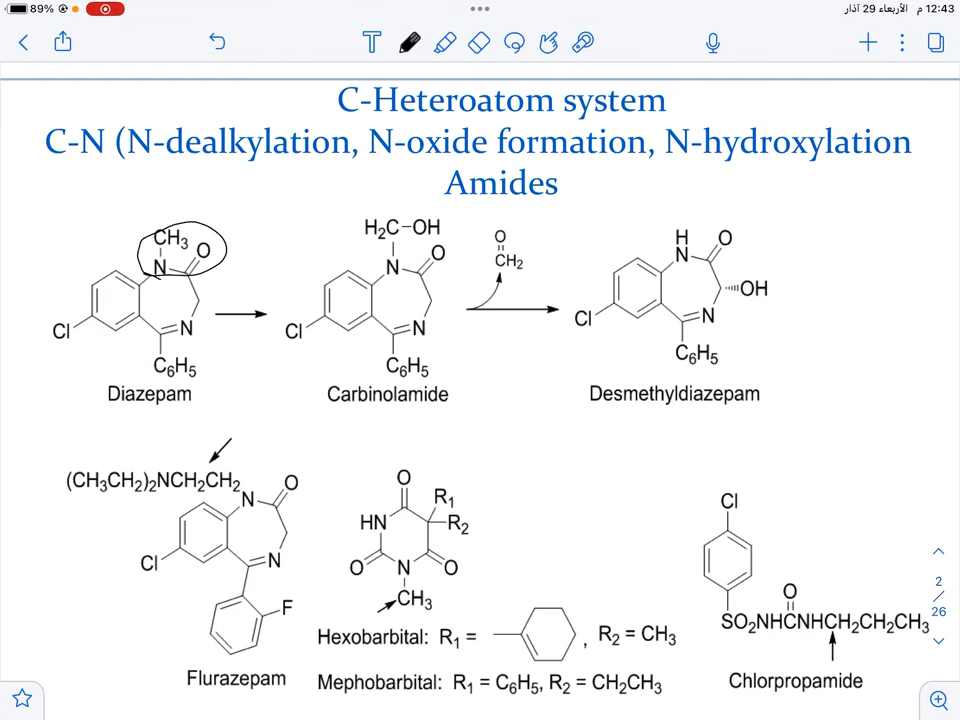 89%
12:43 م الأربعاء 29 آذار
T
C-Heteroatom system
C-N (N-dealkylation, N-oxide formation, N-hydroxylation
Amides
CH₃
N
O
Cl
N
C₆H₅
Diazepam
H₂C-OH
N
O
Cl
N
C₆H₅
Carbinolamide
O
CH₂
H
N
O
OH
Cl
N
C₆H₅
Desmethyldiazepam
(CH₃CH₂)₂NCH₂CH₂
N
O
Cl
N
F
Flurazepam
O
R₁
HN
R₂
O
N
O
CH₃
Hexobarbital: R₁ = , R₂ = CH₃
Mephobarbital: R₁ = C₆H₅, R₂ = CH₂CH₃
Cl
O
SO₂NHCNHCH₂CH₂CH₃
Chlorpropamide
2
/
26